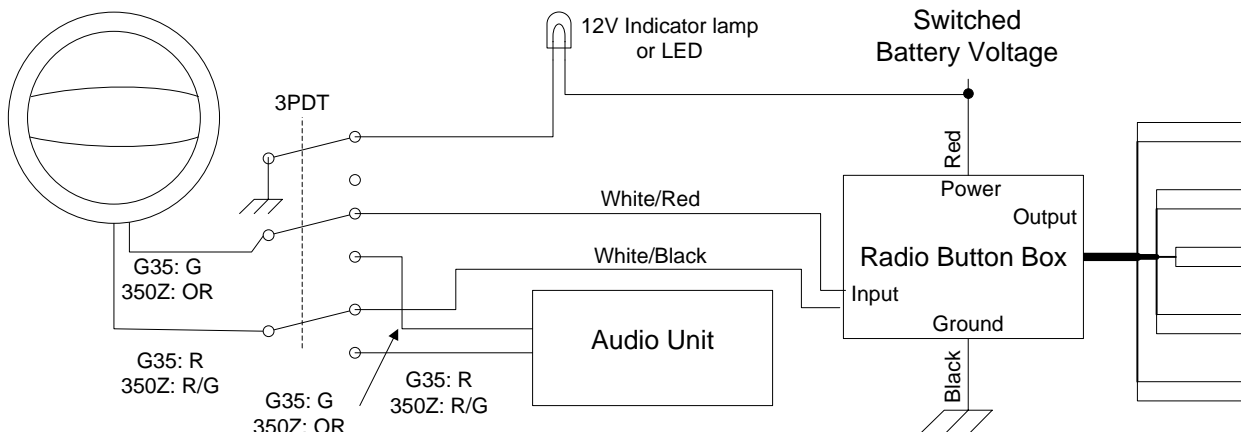 12V Indicator lamp
or LED
Switched
Battery Voltage
3PDT
Red
Power
Output
White/Red
Radio Button Box
White/Black
G35: G
350Z: OR
Input
Audio Unit
Ground
G35: R
350Z: R/G
G35: R
350Z: R/G
Black
G35: G
350Z: OR